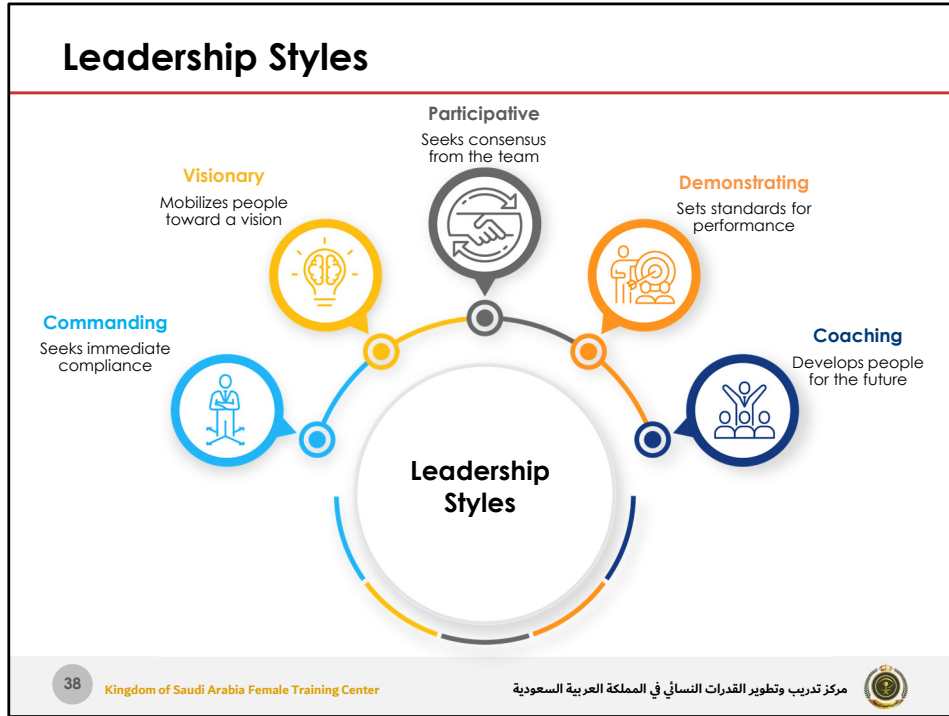 Leadership Styles
Participative
Seeks consensus
from the team
Visionary
Mobilizes people
toward a vision
Demonstrating
Sets standards for
performance
Commanding
Seeks immediate
compliance
Coaching
Develops people
for the future
Leadership
Styles
38
Kingdom of Saudi Arabia Female Training Center
مركز تدريب وتطوير القدرات النسائي في المملكة العربية السعودية